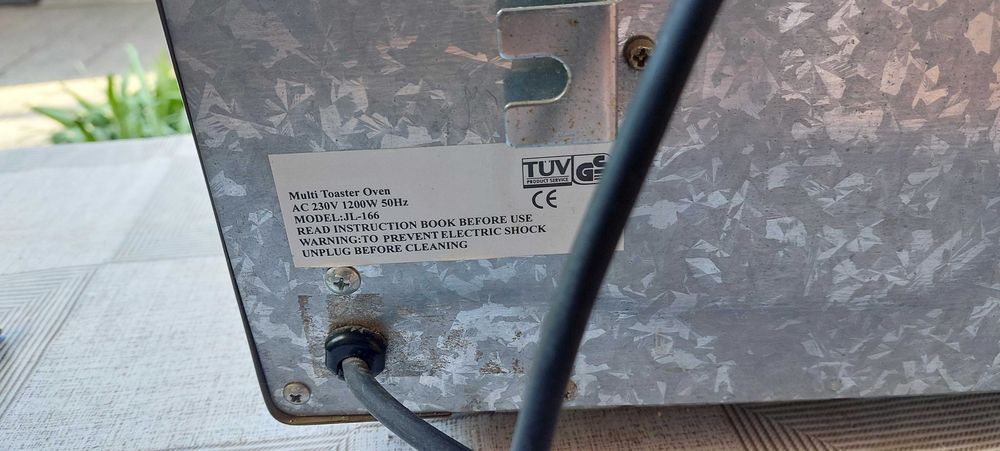 Multi Toaster Oven
AC 230V 1200W 50Hz
MODEL:JL-166
READ INSTRUCTION BOOK BEFORE USE
WARNING:TO PREVENT ELECTRIC SHOCK
UNPLUG BEFORE CLEANING
TÜV
PRODUCT SERVICE
GS
CE